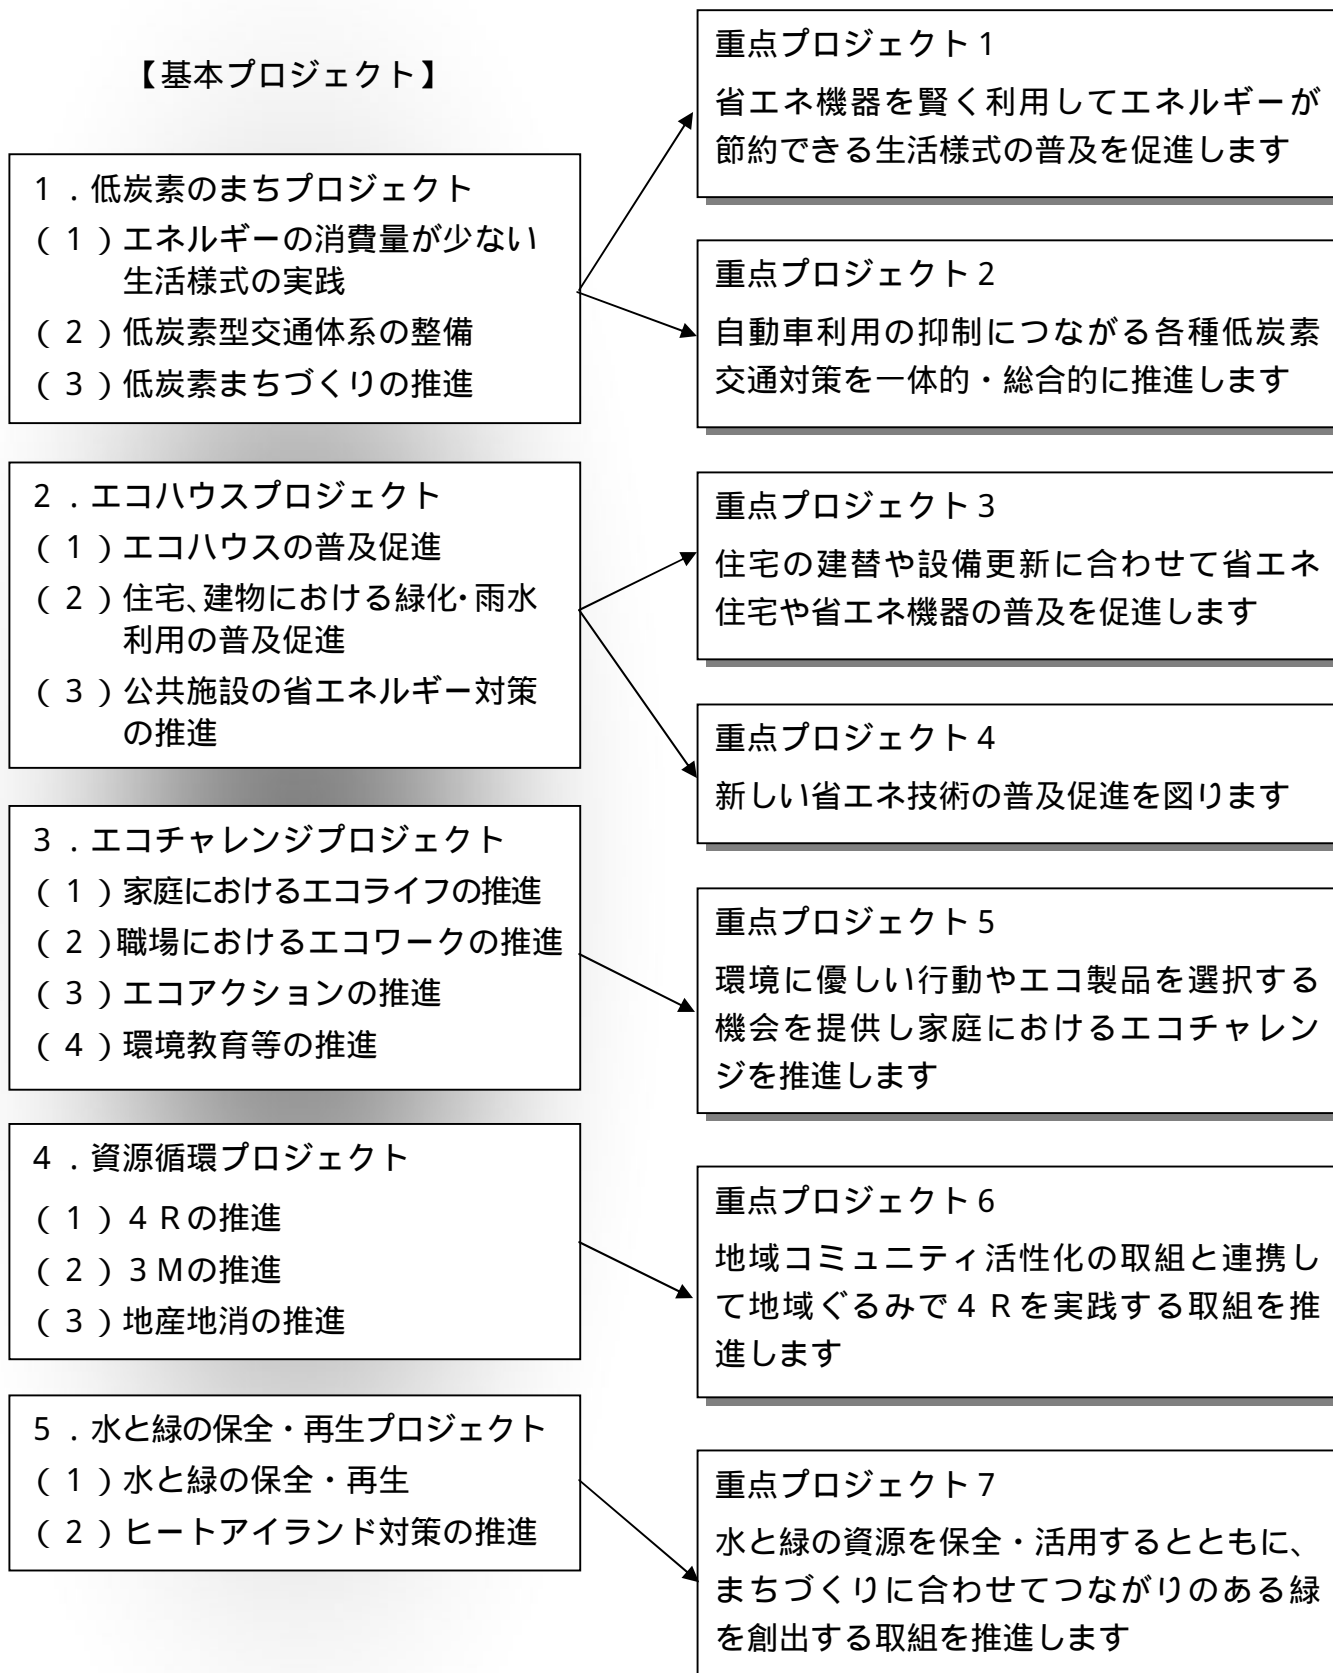 【基本プロジェクト】
1．低炭素のまちプロジェクト
（1）エネルギーの消費量が少ない
生活様式の実践
（2）低炭素型交通体系の整備
（3）低炭素まちづくりの推進
2．エコハウスプロジェクト
（1）エコハウスの普及促進
（2）住宅、建物における緑化・雨水
利用の普及促進
（3）公共施設の省エネルギー対策
の推進
3．エコチャレンジプロジェクト
（1）家庭におけるエコライフの推進
（2）職場におけるエコワークの推進
（3）エコアクションの推進
（4）環境教育等の推進
4．資源循環プロジェクト
（1）4Rの推進
（2）3Mの推進
（3）地産地消の推進
5．水と緑の保全・再生プロジェクト
（1）水と緑の保全・再生
（2）ヒートアイランド対策の推進
重点プロジェクト1
省エネ機器を賢く利用してエネルギーが
節約できる生活様式の普及を促進します
重点プロジェクト2
自動車利用の抑制につながる各種低炭素
交通対策を一体的・総合的に推進します
重点プロジェクト3
住宅の建替や設備更新に合わせて省エネ
住宅や省エネ機器の普及を促進します
重点プロジェクト4
新しい省エネ技術の普及促進を図ります
重点プロジェクト5
環境に優しい行動やエコ製品を選択する
機会を提供し家庭におけるエコチャレン
ジを推進します
重点プロジェクト6
地域コミュニティ活性化の取組と連携し
て地域ぐるみで4Rを実践する取組を推
進します
重点プロジェクト7
水と緑の資源を保全・活用するとともに、
まちづくりに合わせてつながりのある緑
を創出する取組を推進します